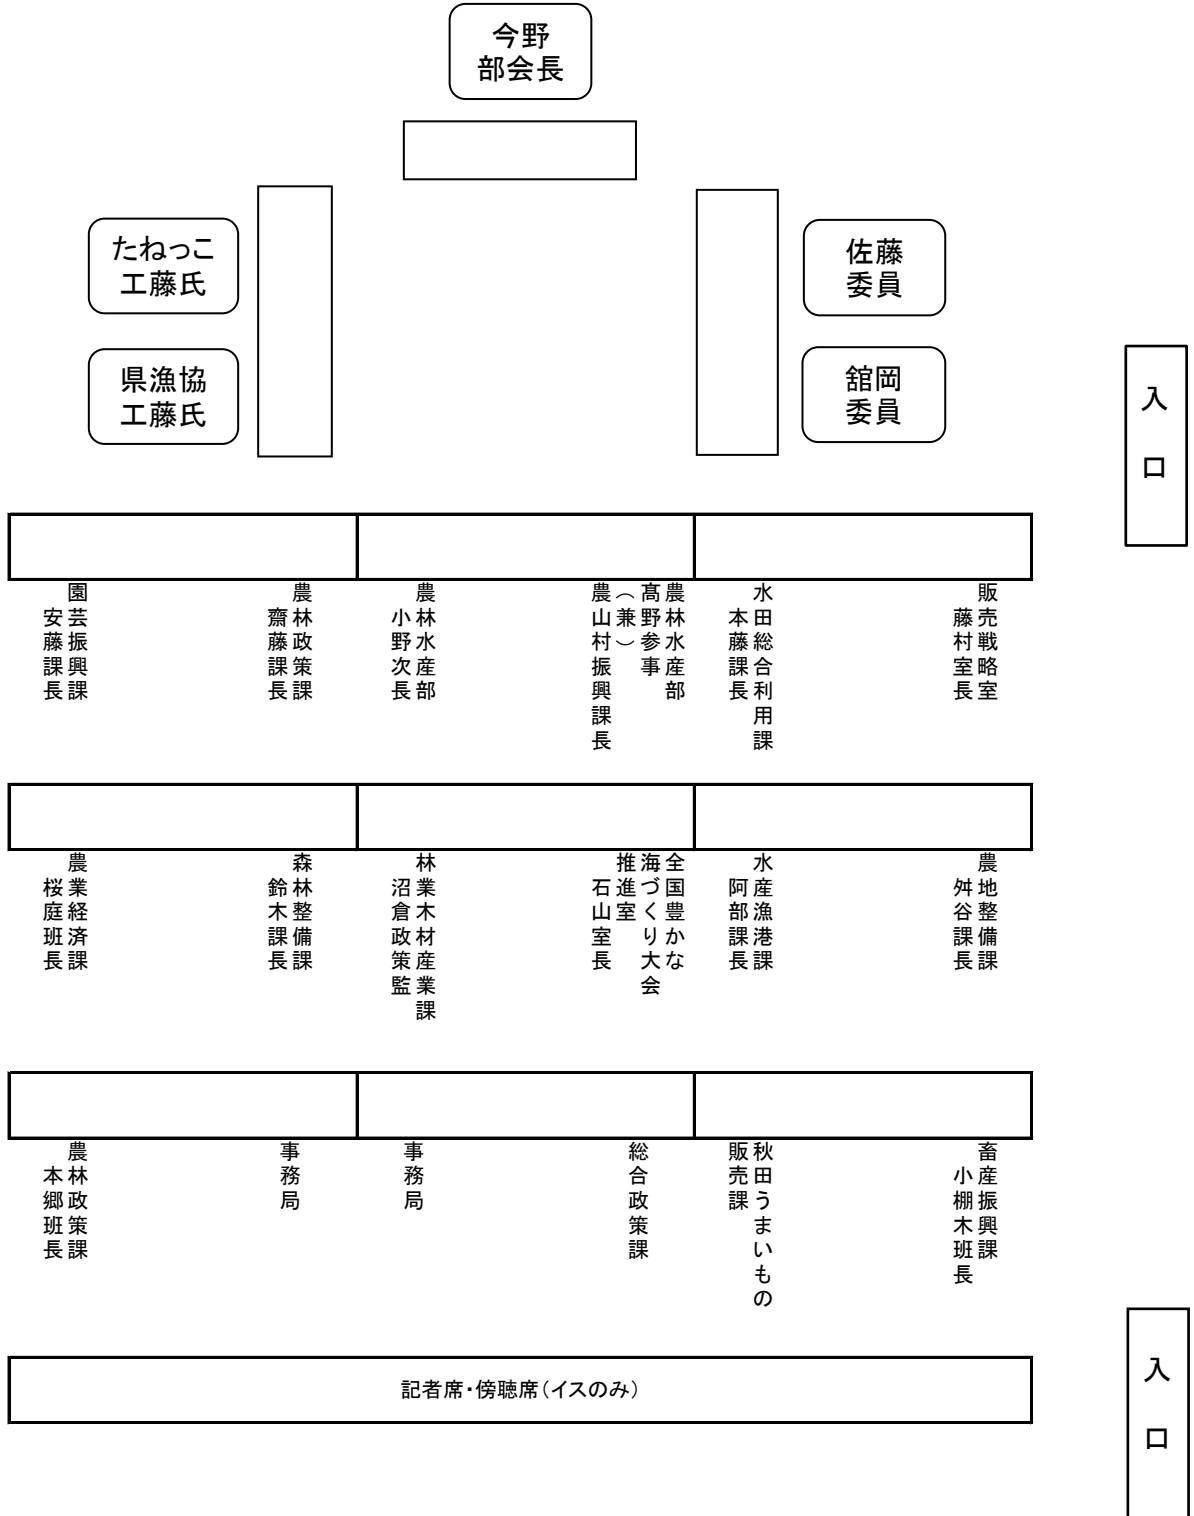 今野
部会長
たねっこ
工藤氏
佐藤
委員
県漁協
工藤氏
舘岡
委員
入
口
園芸振興課
安藤課長
農林政策課
齋藤課長
農林水産部
小野次長
農林水産部
髙野参事
（兼）
農山村振興課長
水田総合利用課
本藤課長
販売戦略室
藤村室長
農業経済課
桜庭班長
森林整備課
鈴木課長
林業木材産業課
沼倉政策監
全国豊かな
海づくり大会
推進室
石山室長
水産漁港課
阿部課長
農地整備課
舛谷課長
農林政策課
本郷班長
事務局
事務局
総合政策課
秋田うまいもの
販売課
畜産振興課
小棚木班長
記者席・傍聴席（イスのみ）
入
口